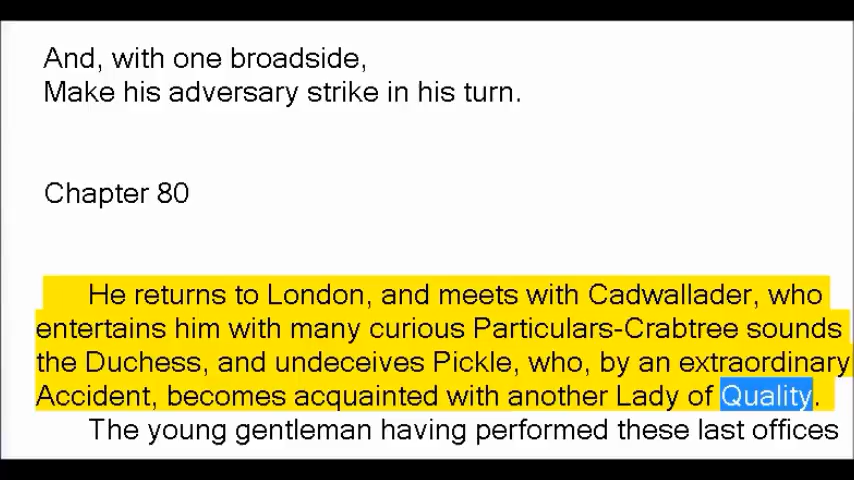 And, with one broadside,
Make his adversary strike in his turn.
Chapter 80
He returns to London, and meets with Cadwallader, who
entertains him with many curious Particulars-Crabtree sounds
the Duchess, and undeceives Pickle, who, by an extraordinary
Accident, becomes acquainted with another Lady of Quality.
The young gentleman having performed these last offices